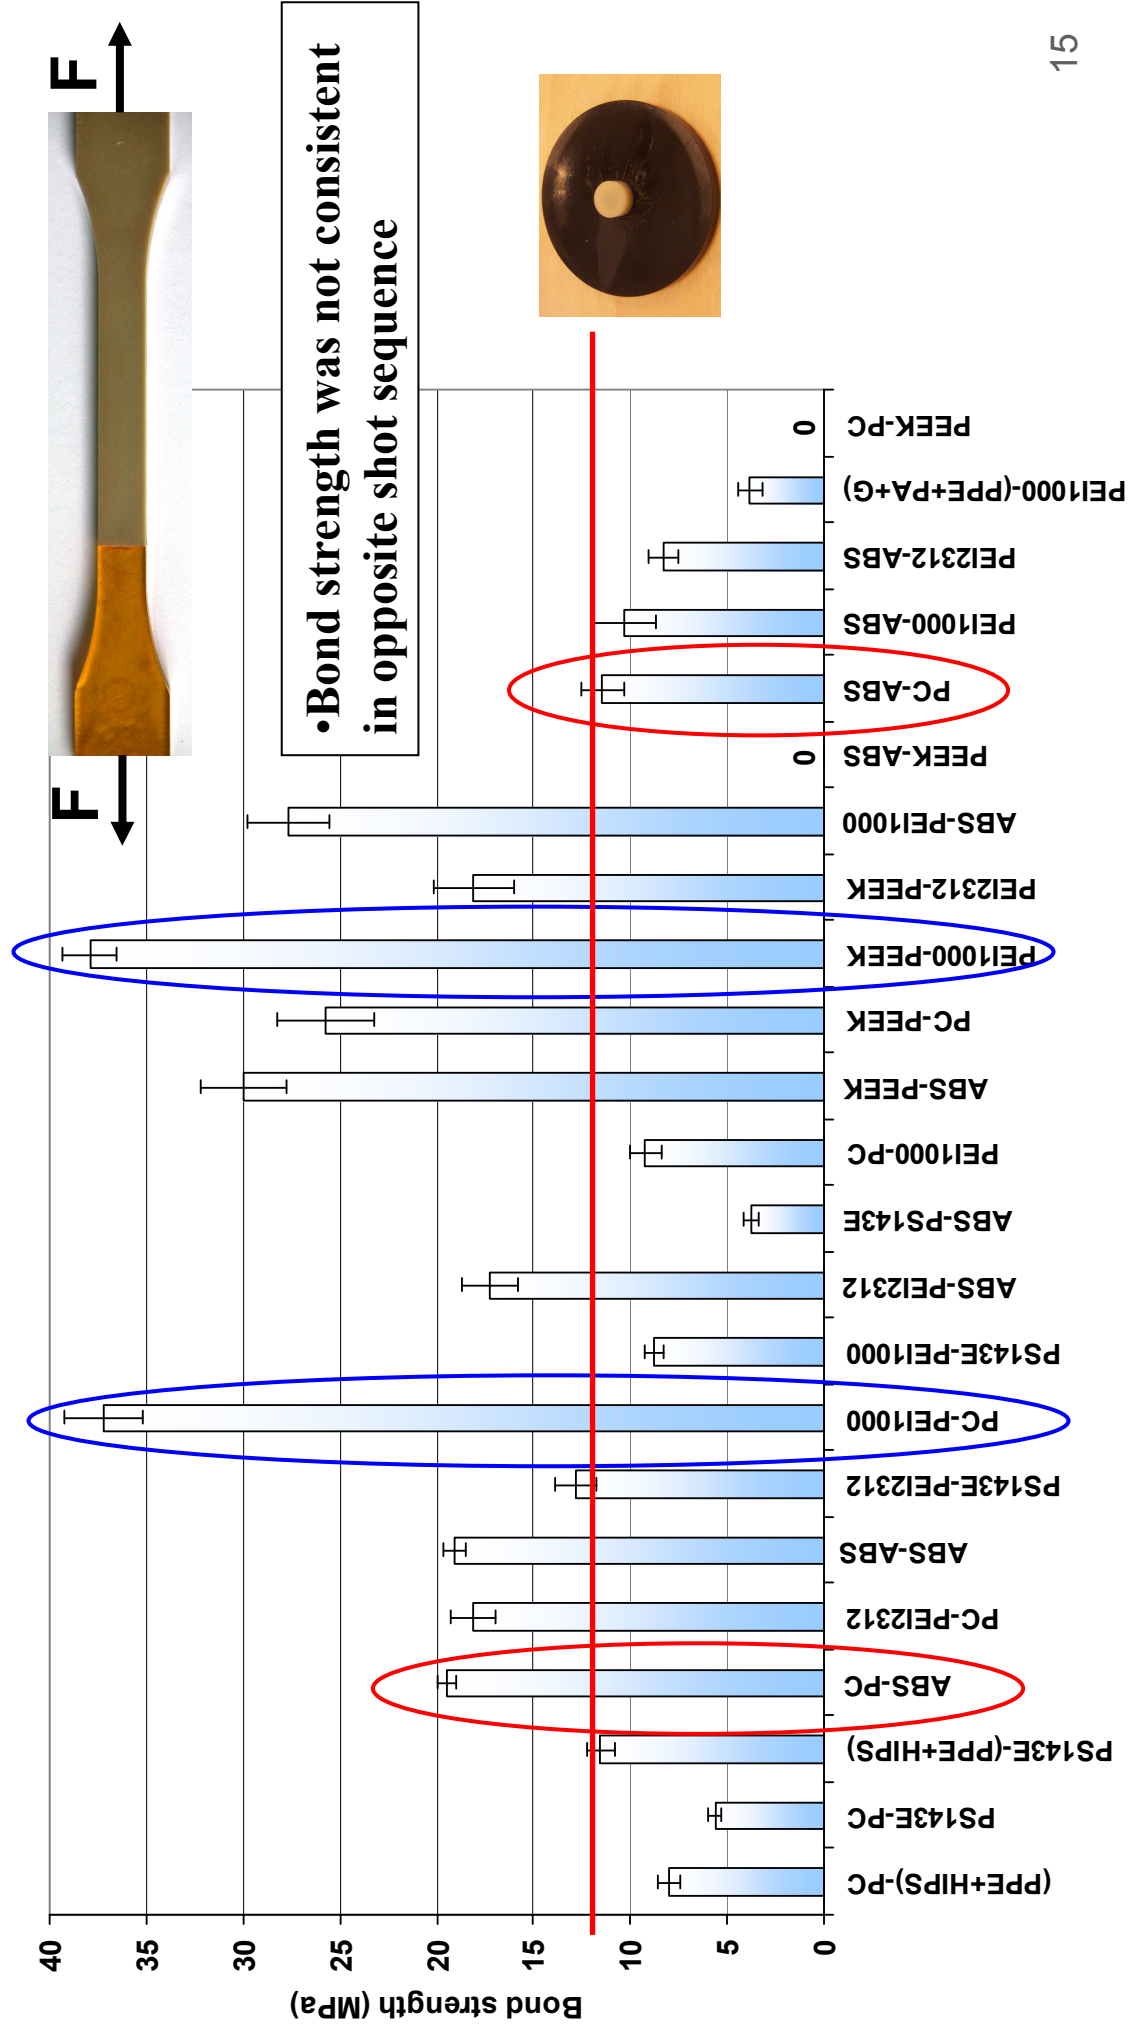 F
F
•Bond strength was not consistent
in opposite shot sequence
Bond strength (MPa)
40
35
30
25
20
15
10
5
0
0
0
(PPE+HIPS)-PC
PS143E-PC
PS143E-(PPE+HIPS)
ABS-PC
PC-PEI2312
ABS-ABS
PS143E-PEI2312
PC-PEI1000
PS143E-PEI1000
ABS-PEI2312
ABS-PS143E
PEI1000-PC
ABS-PEEK
PC-PEEK
PEI1000-PEEK
PEI2312-PEEK
ABS-PEI1000
PEEK-ABS
PC-ABS
PEI1000-ABS
PEI2312-ABS
PEI1000-(PPE+PA+G)
PEEK-PC
15